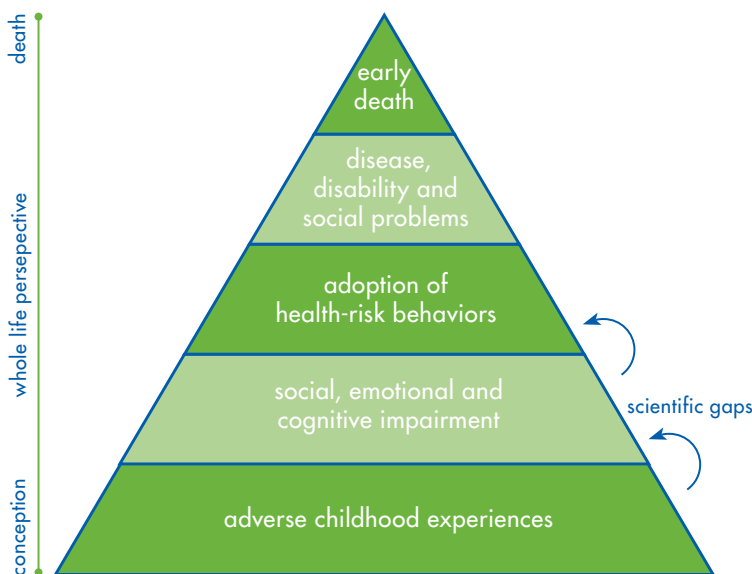 death
whole life persepective
conception
early
death
disease,
disability and
social problems
adoption of
health-risk behaviors
social, emotional and
cognitive impairment
scientific gaps
adverse childhood experiences